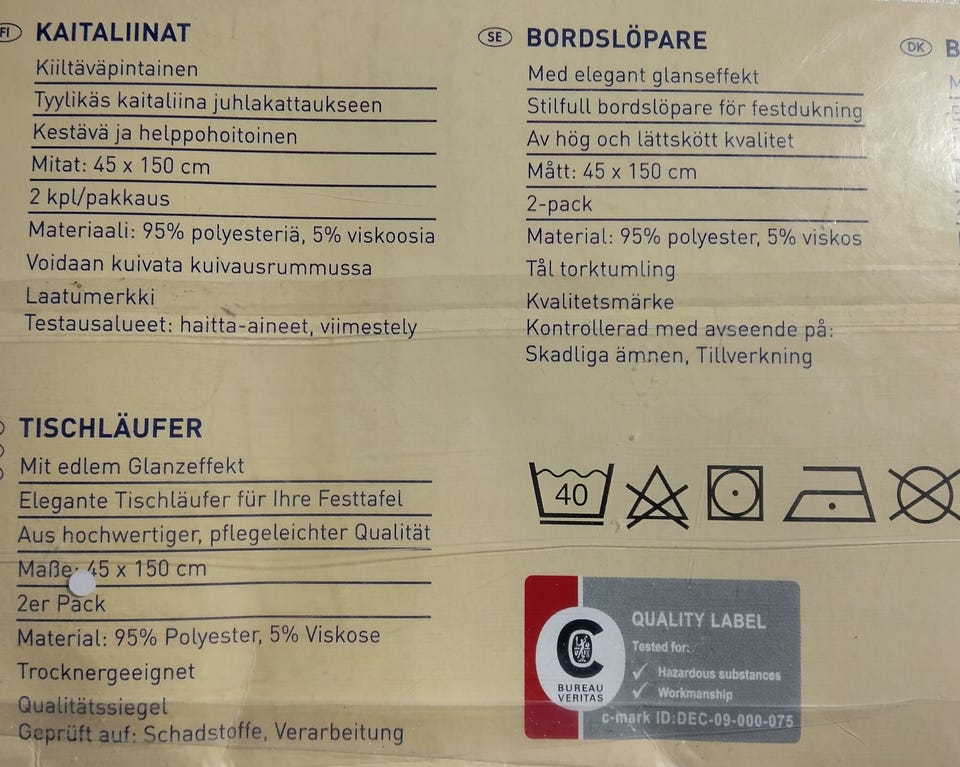 FI KAITALIINAT
Kiiltäväpintainen
Tyylikäs kaitaliina juhlakattaukseen
Kestävä ja helppohoitoinen
Mitat: 45 x 150 cm
2 kpl/pakkaus
Materiaali: 95% polyesteriä, 5% viskoosia
Voidaan kuivata kuivausrummussa
Laatumerkki
Testausalueet: haitta-aineet, viimestely
SE BORDSLÖPARE
Med elegant glanseffekt
Stilfull bordslöpare för festdukning
Av hög och lättskött kvalitet
Mått: 45 x 150 cm
2-pack
Material: 95% polyester, 5% viskos
Tål torktumling
Kvalitetsmärke
Kontrollerad med avseende på:
Skadliga ämnen, Tillverkning
DK B
TISCHLÄUFER
Mit edlem Glanzeffekt
Elegante Tischläufer für Ihre Festtafel
Aus hochwertiger, pflegeleichter Qualität
Maße: 45 x 150 cm
2er Pack
Material: 95% Polyester, 5% Viskose
Trocknergeeignet
Qualitätssiegel
Geprüft auf: Schadstoffe, Verarbeitung
40
BUREAU
VERITAS
QUALITY LABEL
Tested for:
Hazardous substances
Workmanship
c-mark ID:DEC-09-000-075